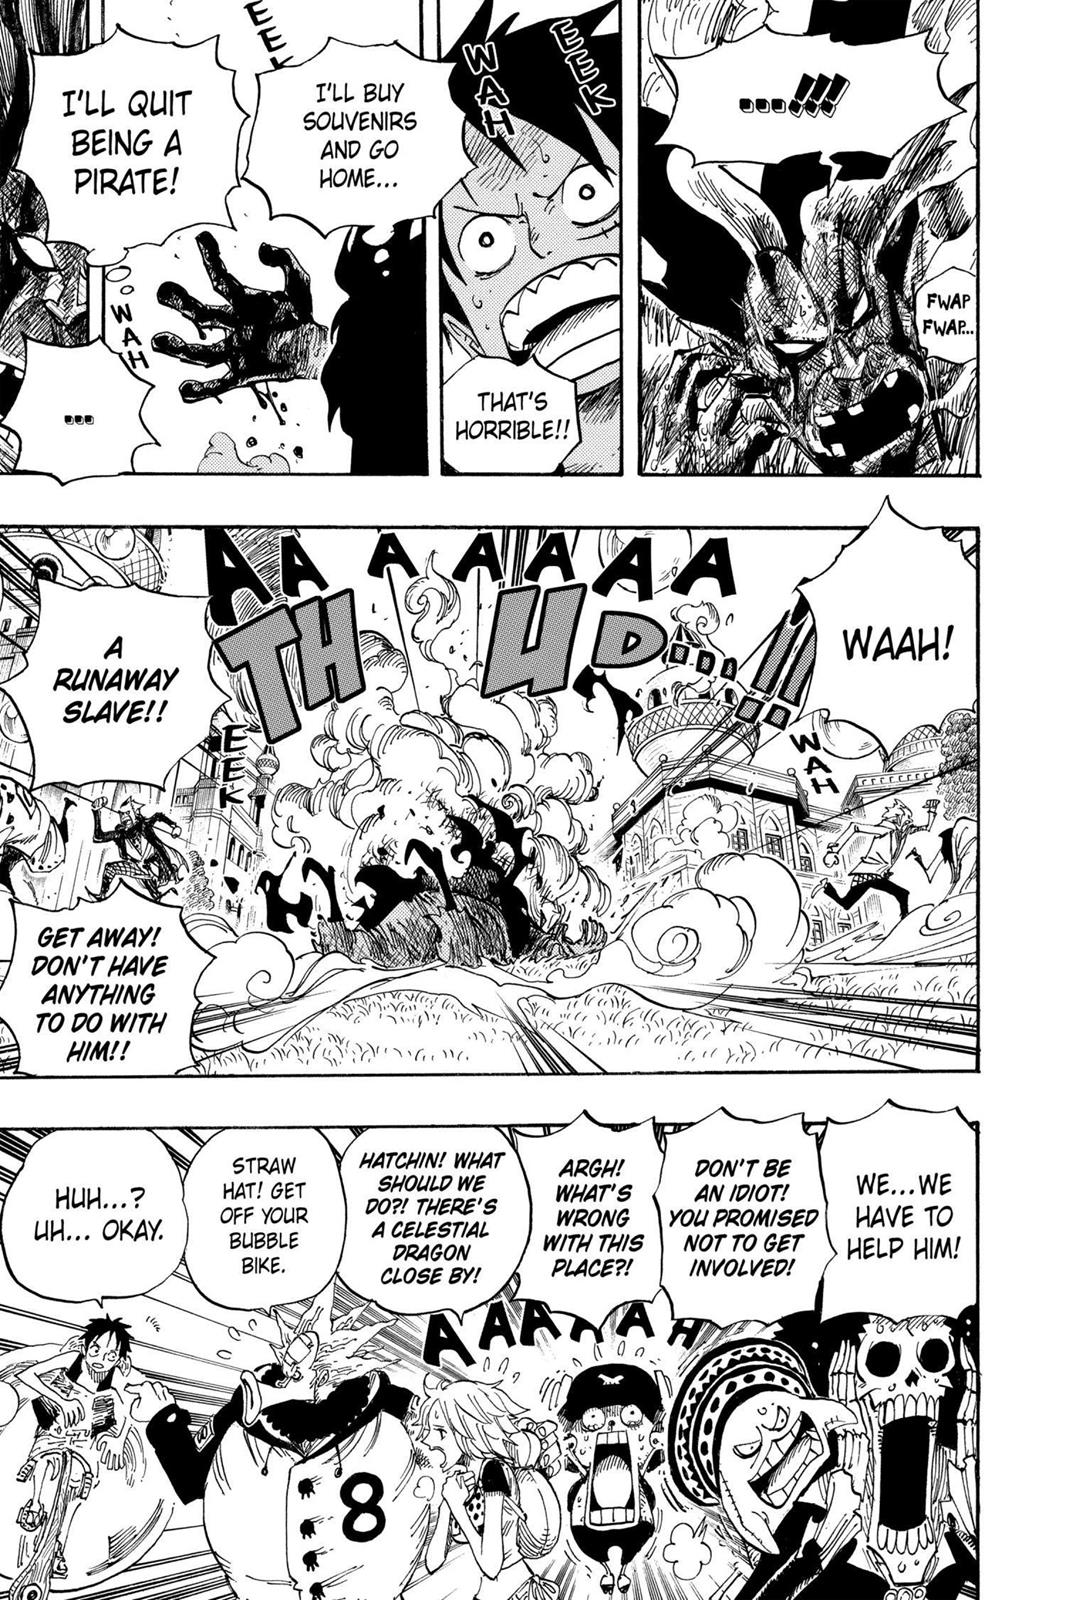 ....!!!
FWAP
FWAP...
EEEK
WAH
THAT'S
HORRIBLE!!
EEK
I'LL BUY
SOUVENIRS
AND GO
HOME...
WAH
I'LL QUIT
BEING A
PIRATE!
...
WAAH!
WAH
AAAAAAAA
THUD....!!!
A
RUNAWAY
SLAVE!!
EEK
GET AWAY!
DON'T HAVE
ANYTHING
TO DO WITH
HIM!!
WE...WE
HAVE TO
HELP HIM!
DON'T BE
AN IDIOT!
YOU PROMISED
NOT TO GET
INVOLVED!
ARGH!
WHAT'S
WRONG
WITH THIS
PLACE?!
AAAAAH
HATCHIN! WHAT
SHOULD WE
DO?! THERE'S
A CELESTIAL
DRAGON
CLOSE BY!
STRAW
HAT! GET
OFF YOUR
BUBBLE
BIKE.
8
HUH...?
UH... OKAY.